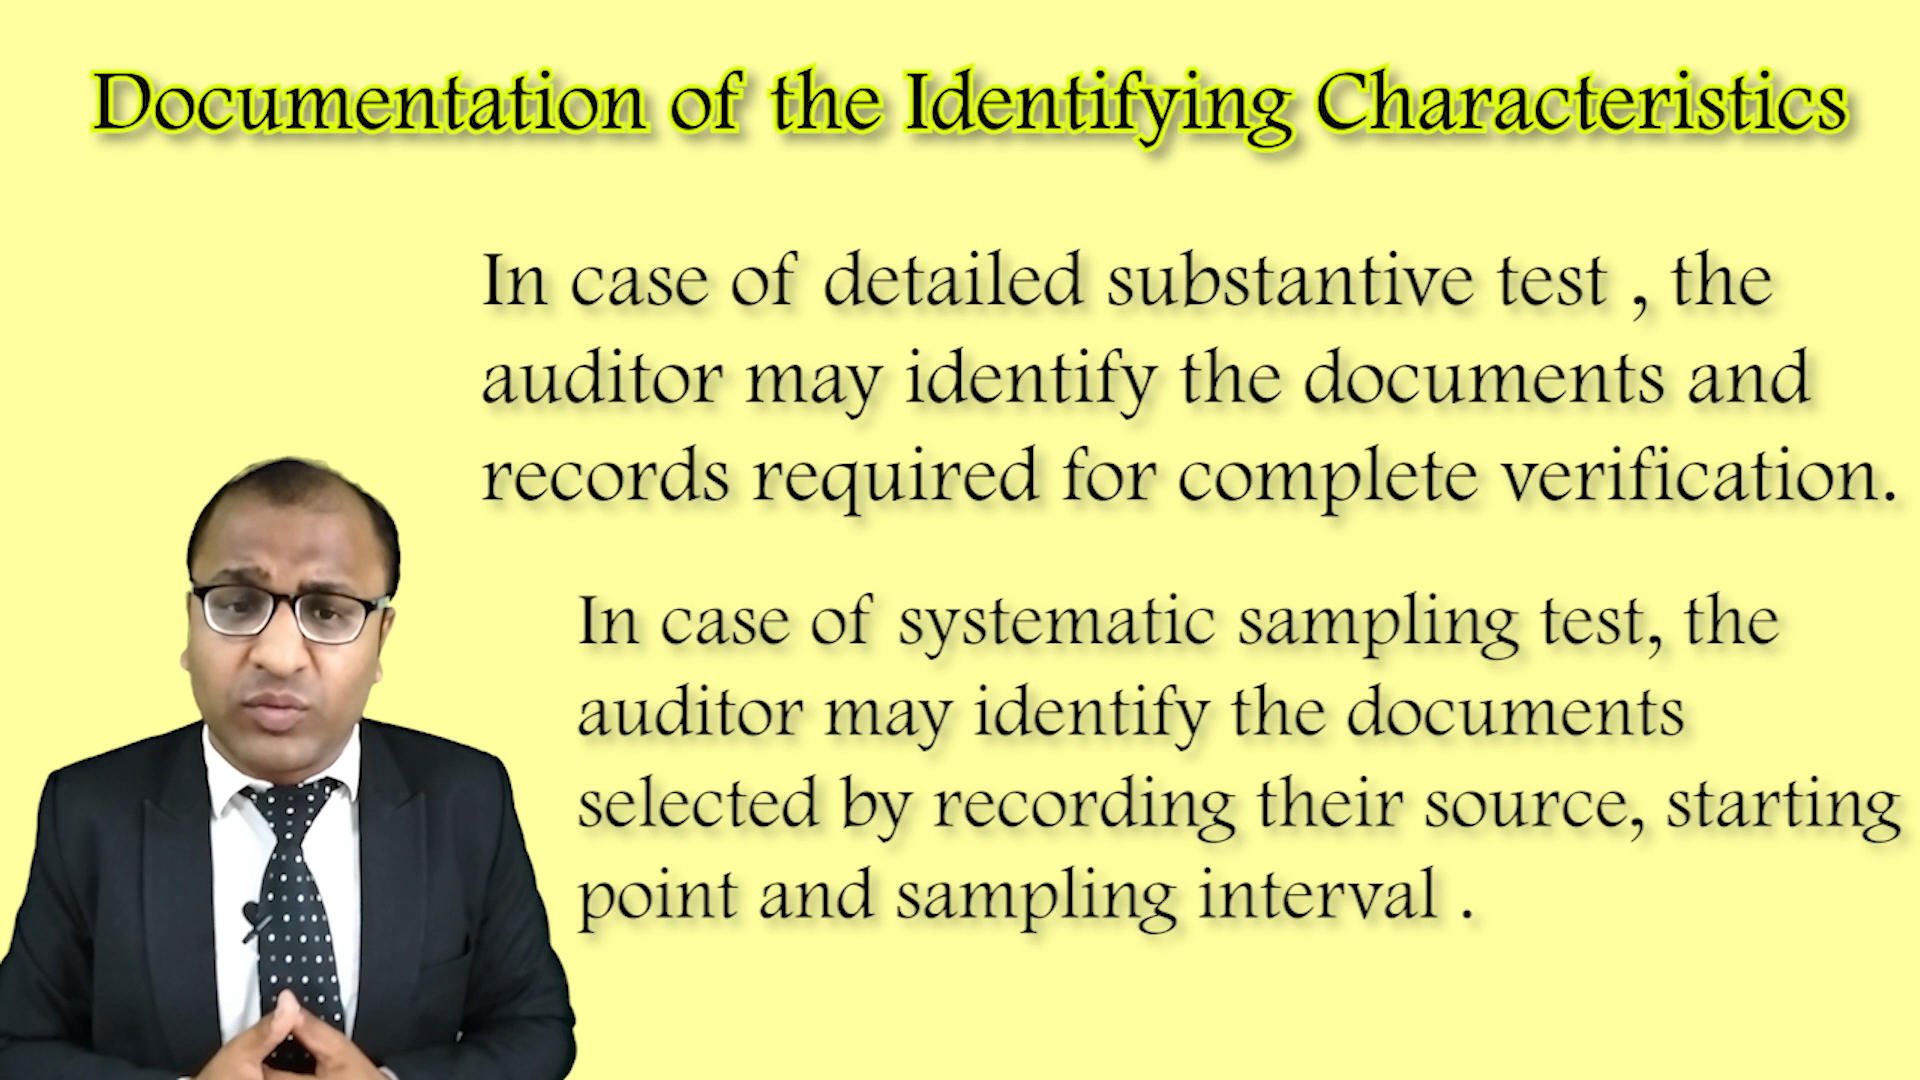 Documentation of the Identifying Characteristics
In case of detailed substantive test , the
auditor may identify the documents and
records required for complete verification.
In case of systematic sampling test, the
auditor may identify the documents
selected by recording their source, starting
point and sampling interval .